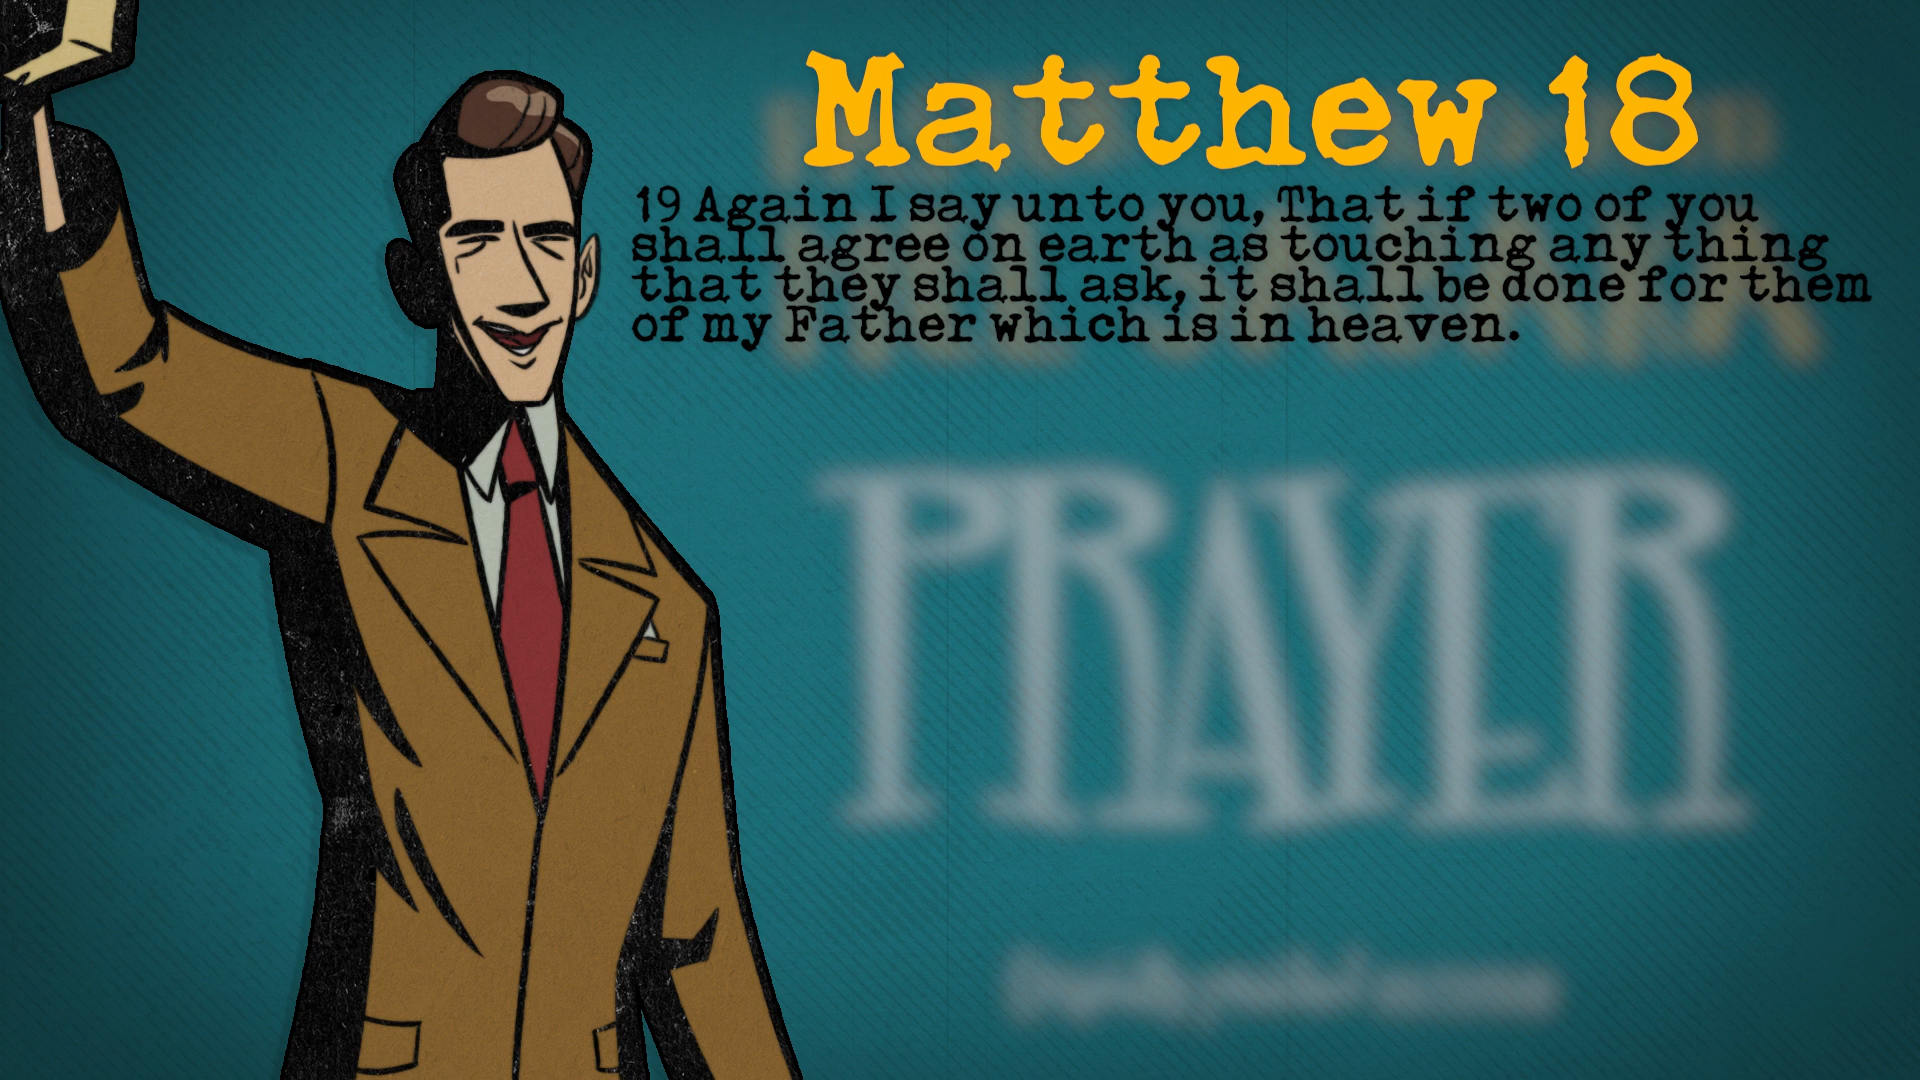 Matthew 18
19 Again I say unto you, That if two of you
shall agree on earth as touching any thing
that they shall ask, it shall be done for them
of my Father which is in heaven.
PRAYER